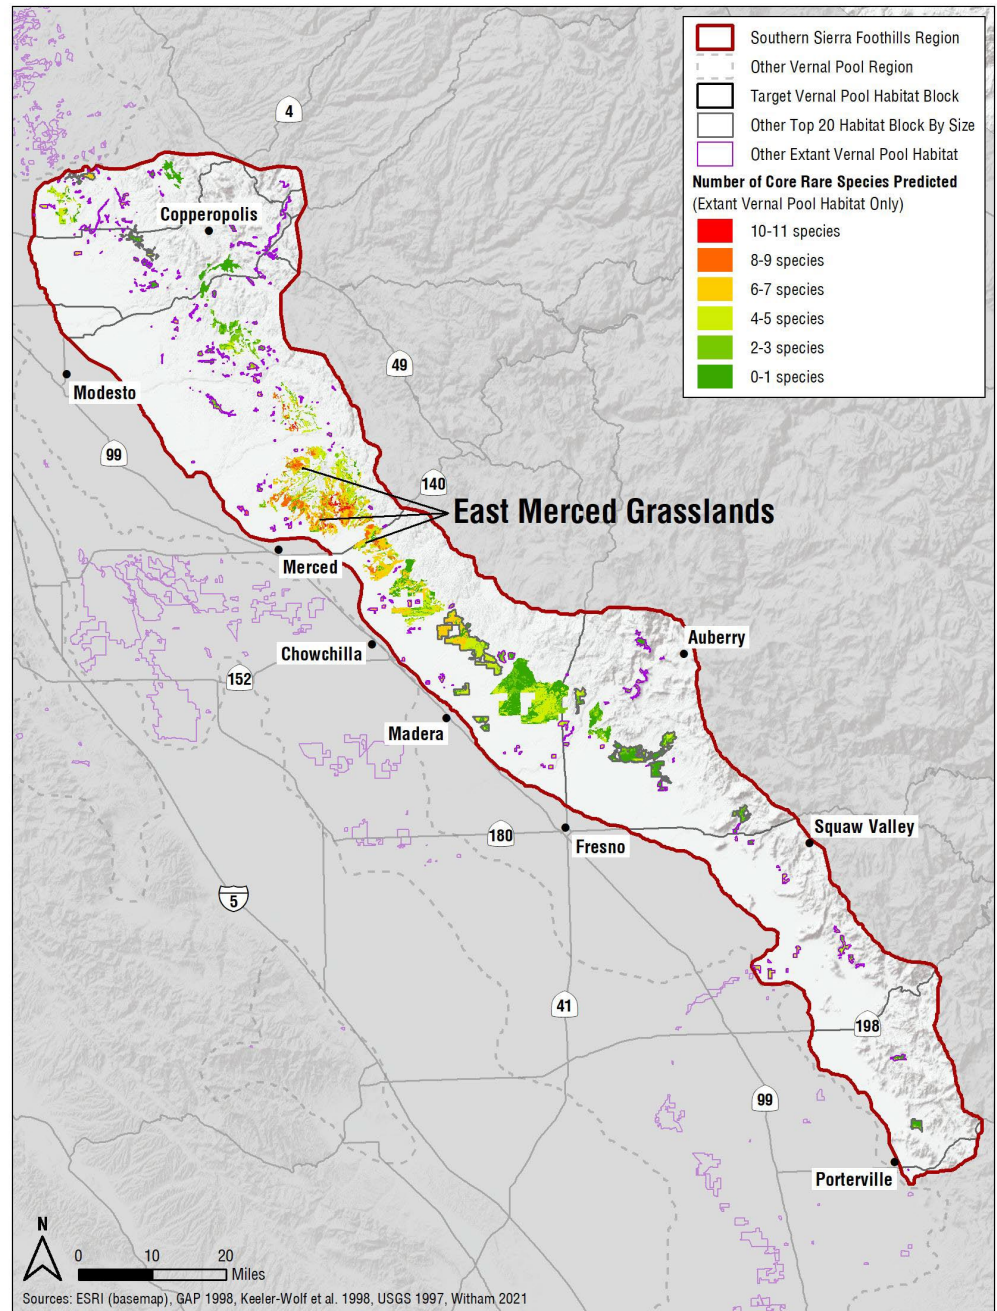 Southern Sierra Foothills Region
Other Vernal Pool Region
Target Vernal Pool Habitat Block
Other Top 20 Habitat Block By Size
Other Extant Vernal Pool Habitat
Number of Core Rare Species Predicted
(Extant Vernal Pool Habitat Only)
10-11 species
8-9 species
6-7 species
4-5 species
2-3 species
0-1 species
4
Copperopolis
49
Modesto
99
140
East Merced Grasslands
Merced
Auberry
Chowchilla
152
Madera
180
Fresno
Squaw Valley
5
41
198
99
Porterville
N
0 10 20
Miles
Sources: ESRI (basemap), GAP 1998, Keeler-Wolf et al. 1998, USGS 1997, Witham 2021